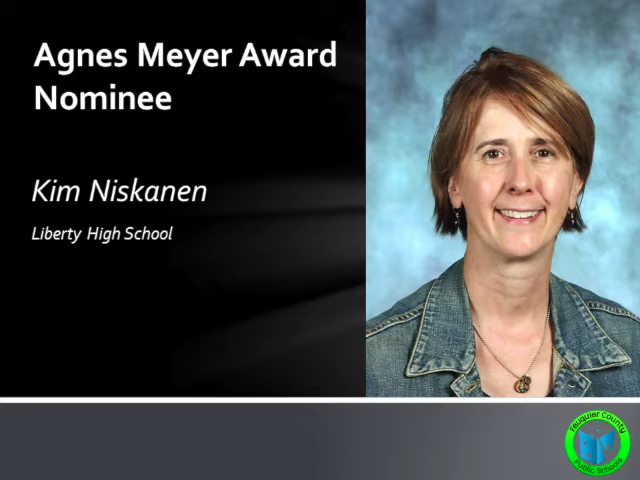 Agnes Meyer Award
Nominee
Kim Niskanen
Liberty High School
Fauquier County
Public Schools